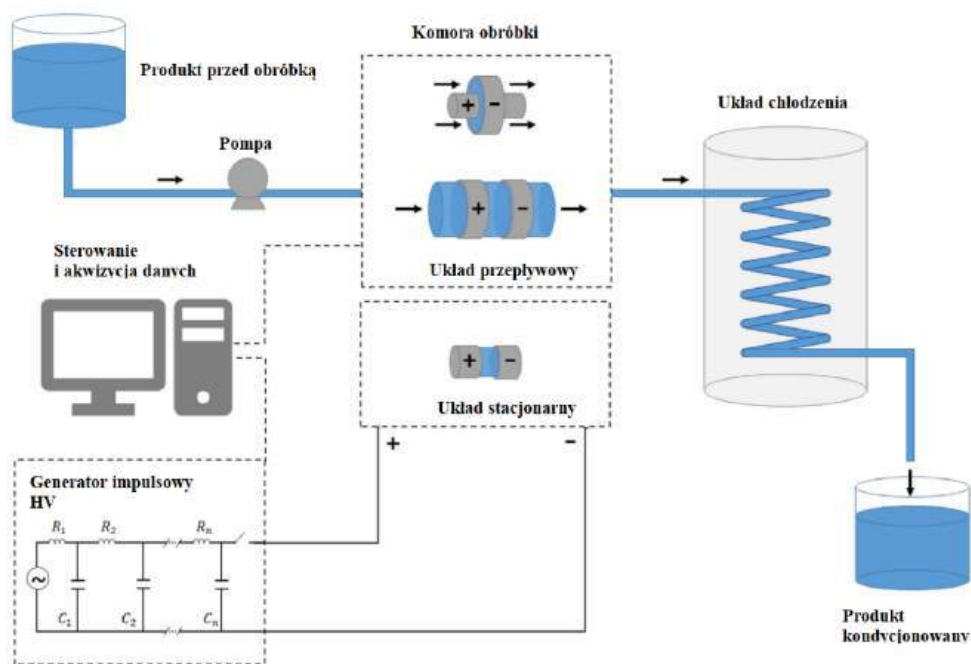 Komora obróbki
Produkt przed obróbką
Układ chłodzenia
Pompa
+ −
+ −
Sterowanie
i akwizycja danych
Układ przepływowy
+ −
Układ stacjonarny
+ −
Generator impulsowy
HV
R₁ R₂ Rₙ
~
C₁ C₂ Cₙ
Produkt
kondycjonowany